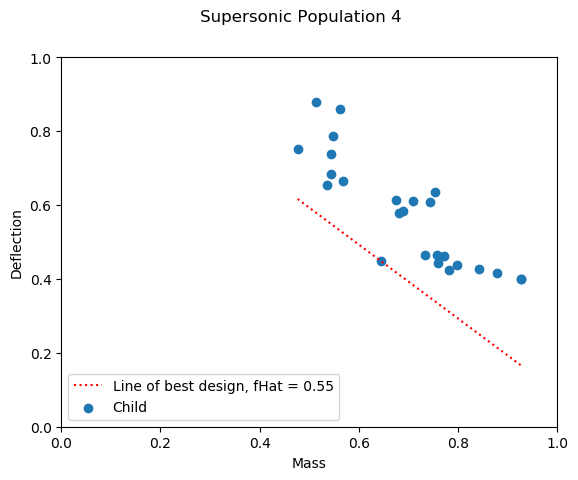 Supersonic Population 4
1.0
0.8
0.6
0.4
0.2
0.0
Deflection
0.0 0.2 0.4 0.6 0.8 1.0
Mass
Line of best design, fHat = 0.55
Child